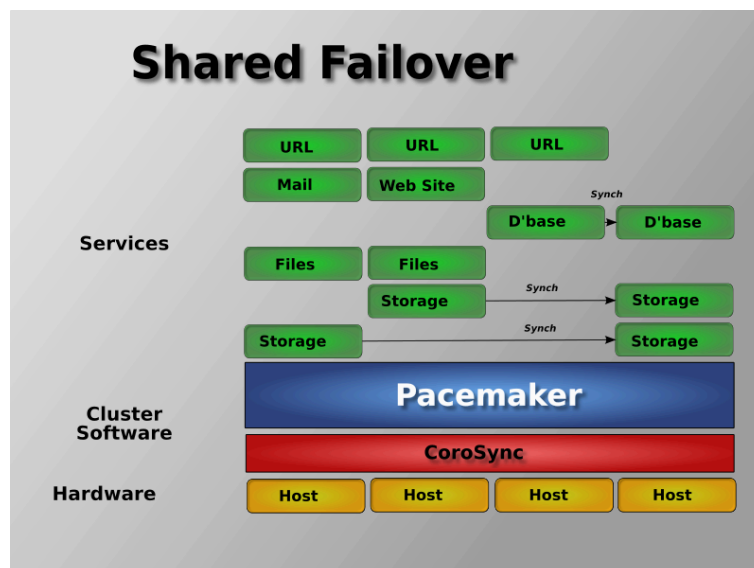 Shared Failover
URL URL URL
Mail Web Site
Synch
D'base D'base
Services
Files Files
Storage Synch Storage
Storage Synch Storage
Pacemaker
Cluster
Software
CoroSync
Hardware Host Host Host Host